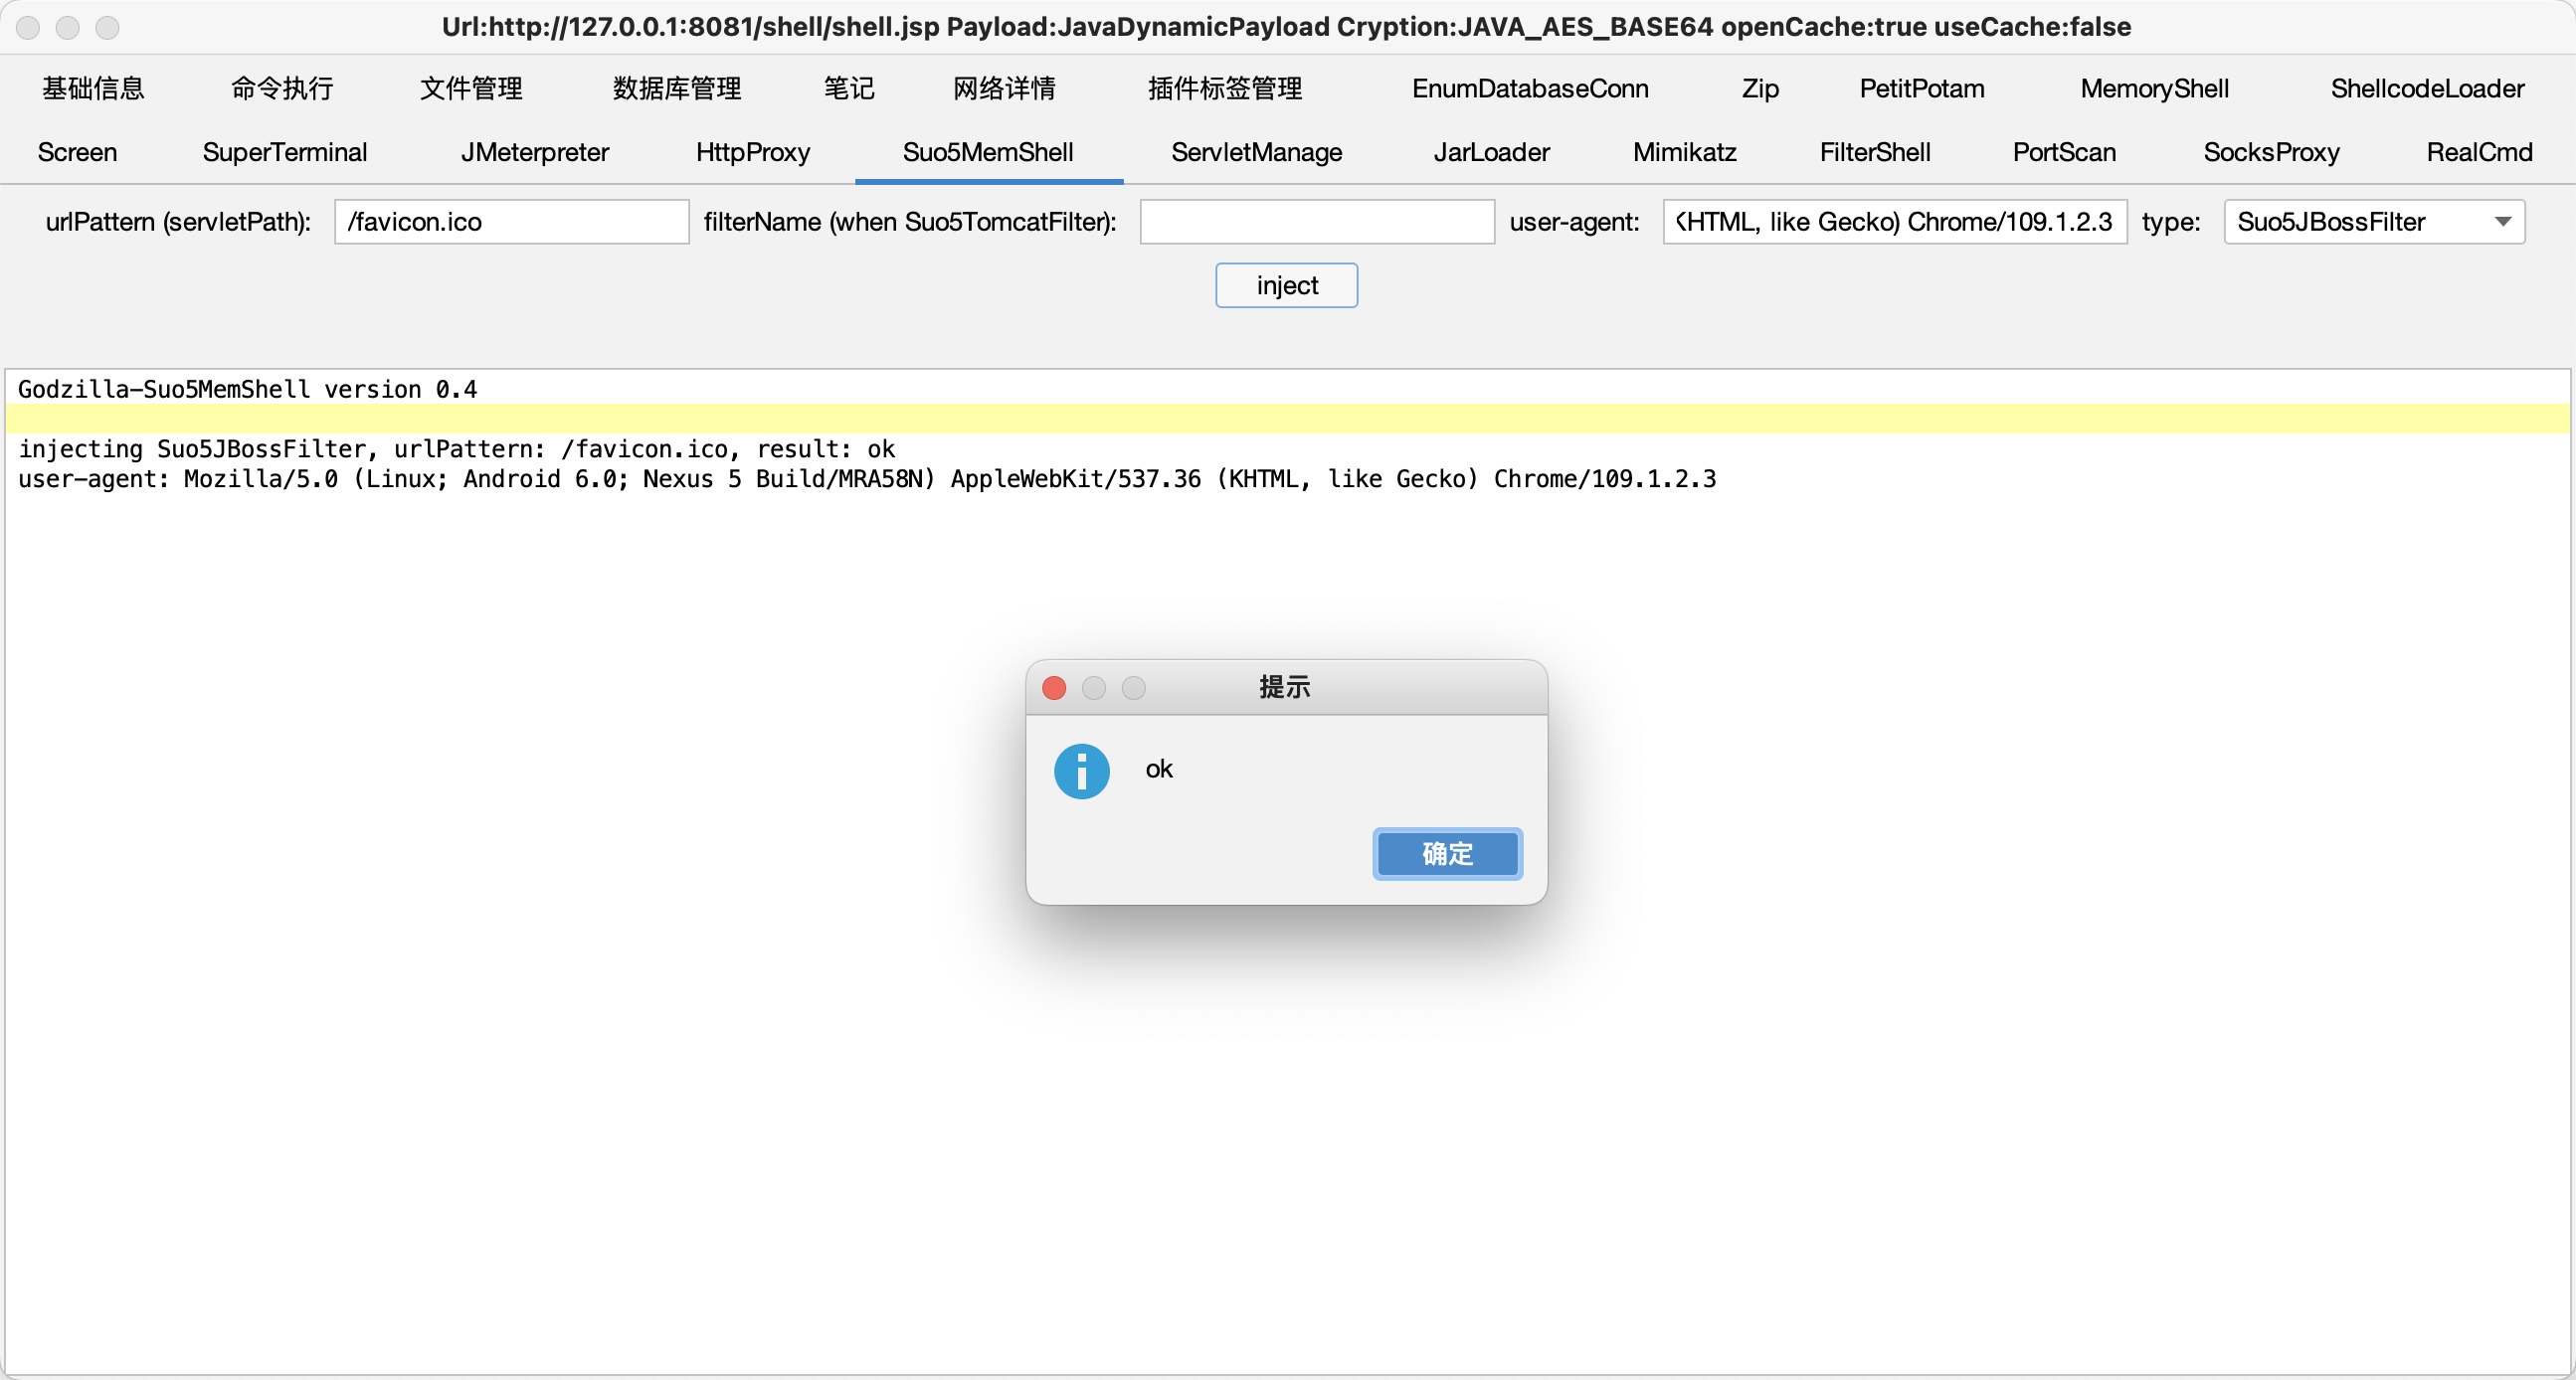 Url:http://127.0.0.1:8081/shell/shell.jsp Payload:JavaDynamicPayload Cryption:JAVA_AES_BASE64 openCache:true useCache:false
基础信息 命令执行 文件管理 数据库管理 笔记 网络详情 插件标签管理 EnumDatabaseConn Zip PetitPotam MemoryShell ShellcodeLoader
Screen SuperTerminal JMeterpreter HttpProxy Suo5MemShell ServletManage JarLoader Mimikatz FilterShell PortScan SocksProxy RealCmd
urlPattern (servletPath): /favicon.ico filterName (when Suo5TomcatFilter): user-agent: KHTML, like Gecko) Chrome/109.1.2.3 type: Suo5JBossFilter
inject
Godzilla-Suo5MemShell version 0.4
injecting Suo5JBossFilter, urlPattern: /favicon.ico, result: ok
user-agent: Mozilla/5.0 (Linux; Android 6.0; Nexus 5 Build/MRA58N) AppleWebKit/537.36 (KHTML, like Gecko) Chrome/109.1.2.3
提示
ok
确定